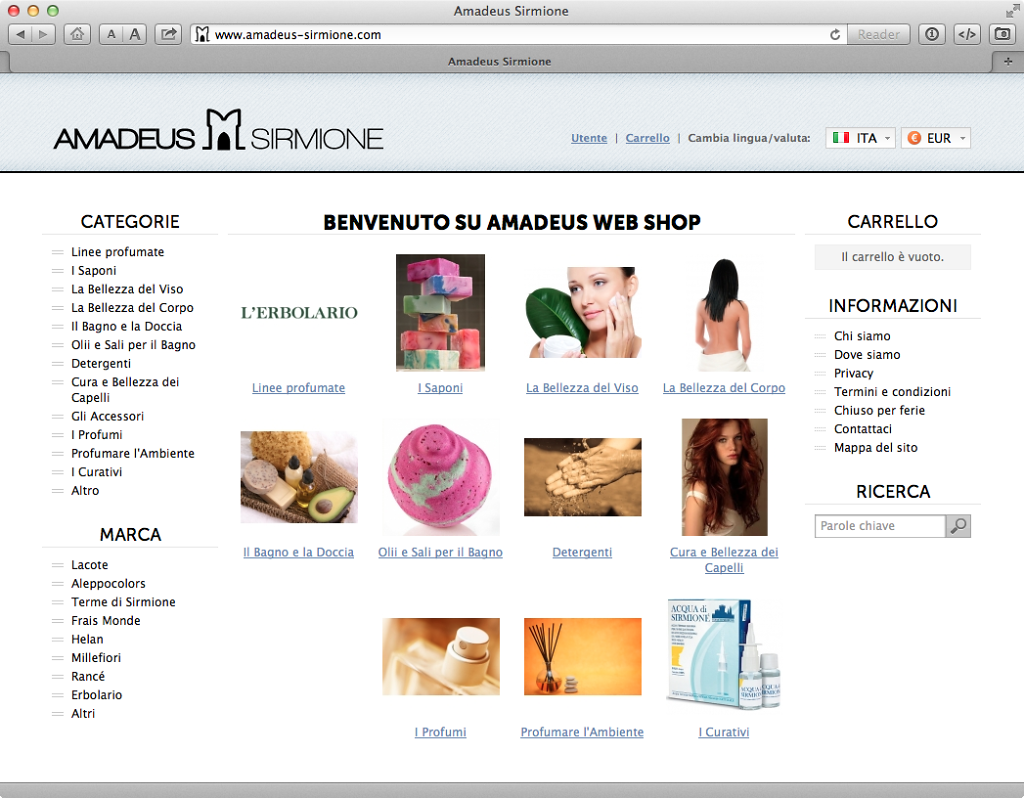 Amadeus Sirmione
A A
www.amadeus-sirmione.com
Reader
Amadeus Sirmione
AMADEUS SIRMIONE
Utente | Carrello | Cambia lingua/valuta: ITA € EUR
CATEGORIE
Linee profumate
I Saponi
La Bellezza del Viso
La Bellezza del Corpo
Il Bagno e la Doccia
Olii e Sali per il Bagno
Detergenti
Cura e Bellezza dei
Capelli
Gli Accessori
I Profumi
Profumare l'Ambiente
I Curativi
Altro
MARCA
Lacote
Aleppocolors
Terme di Sirmione
Frais Monde
Helan
Millefiori
Rancé
Erbolario
Altri
BENVENUTO SU AMADEUS WEB SHOP
L'ERBOLARIO
Linee profumate
I Saponi
La Bellezza del Viso
La Bellezza del Corpo
Il Bagno e la Doccia
Olii e Sali per il Bagno
Detergenti
Cura e Bellezza dei
Capelli
ACQUA di
SIRMIONE
I Profumi
Profumare l'Ambiente
I Curativi
CARRELLO
Il carrello è vuoto.
INFORMAZIONI
Chi siamo
Dove siamo
Privacy
Termini e condizioni
Chiuso per ferie
Contattaci
Mappa del sito
RICERCA
Parole chiave